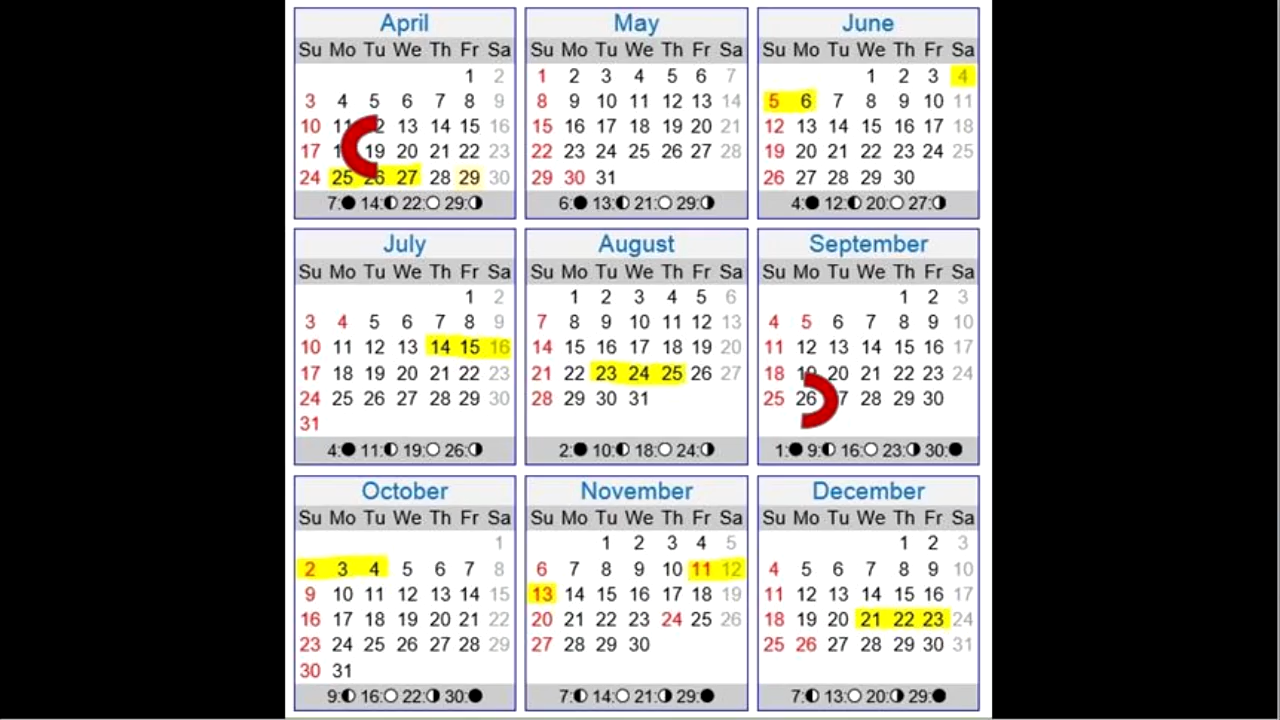 April
Su Mo Tu We Th Fr Sa
1 2
3 4 5 6 7 8 9
10 11 12 13 14 15 16
17 19 20 21 22 23
24 25 26 27 28 29 30
7: 14: 22: 29:
May
Su Mo Tu We Th Fr Sa
1 2 3 4 5 6 7
8 9 10 11 12 13 14
15 16 17 18 19 20 21
22 23 24 25 26 27 28
29 30 31
6: 13: 21: 29:
June
Su Mo Tu We Th Fr Sa
1 2 3 4
5 6 7 8 9 10 11
12 13 14 15 16 17 18
19 20 21 22 23 24 25
26 27 28 29 30
4: 12: 20: 27:
July
Su Mo Tu We Th Fr Sa
1 2
3 4 5 6 7 8 9
10 11 12 13 14 15 16
17 18 19 20 21 22 23
24 25 26 27 28 29 30
31
4: 11: 19: 26:
August
Su Mo Tu We Th Fr Sa
1 2 3 4 5 6
7 8 9 10 11 12 13
14 15 16 17 18 19 20
21 22 23 24 25 26 27
28 29 30 31
2: 10: 18: 24:
September
Su Mo Tu We Th Fr Sa
1 2 3
4 5 6 7 8 9 10
11 12 13 14 15 16 17
18 19 20 21 22 23 24
25 26 27 28 29 30
1: 9: 16: 23: 30:
October
Su Mo Tu We Th Fr Sa
1
2 3 4 5 6 7 8
9 10 11 12 13 14 15
16 17 18 19 20 21 22
23 24 25 26 27 28 29
30 31
9: 16: 22: 30:
November
Su Mo Tu We Th Fr Sa
1 2 3 4 5
6 7 8 9 10 11 12
13 14 15 16 17 18 19
20 21 22 23 24 25 26
27 28 29 30
7: 14: 21: 29:
December
Su Mo Tu We Th Fr Sa
1 2 3
4 5 6 7 8 9 10
11 12 13 14 15 16 17
18 19 20 21 22 23 24
25 26 27 28 29 30 31
7: 13: 20: 29: